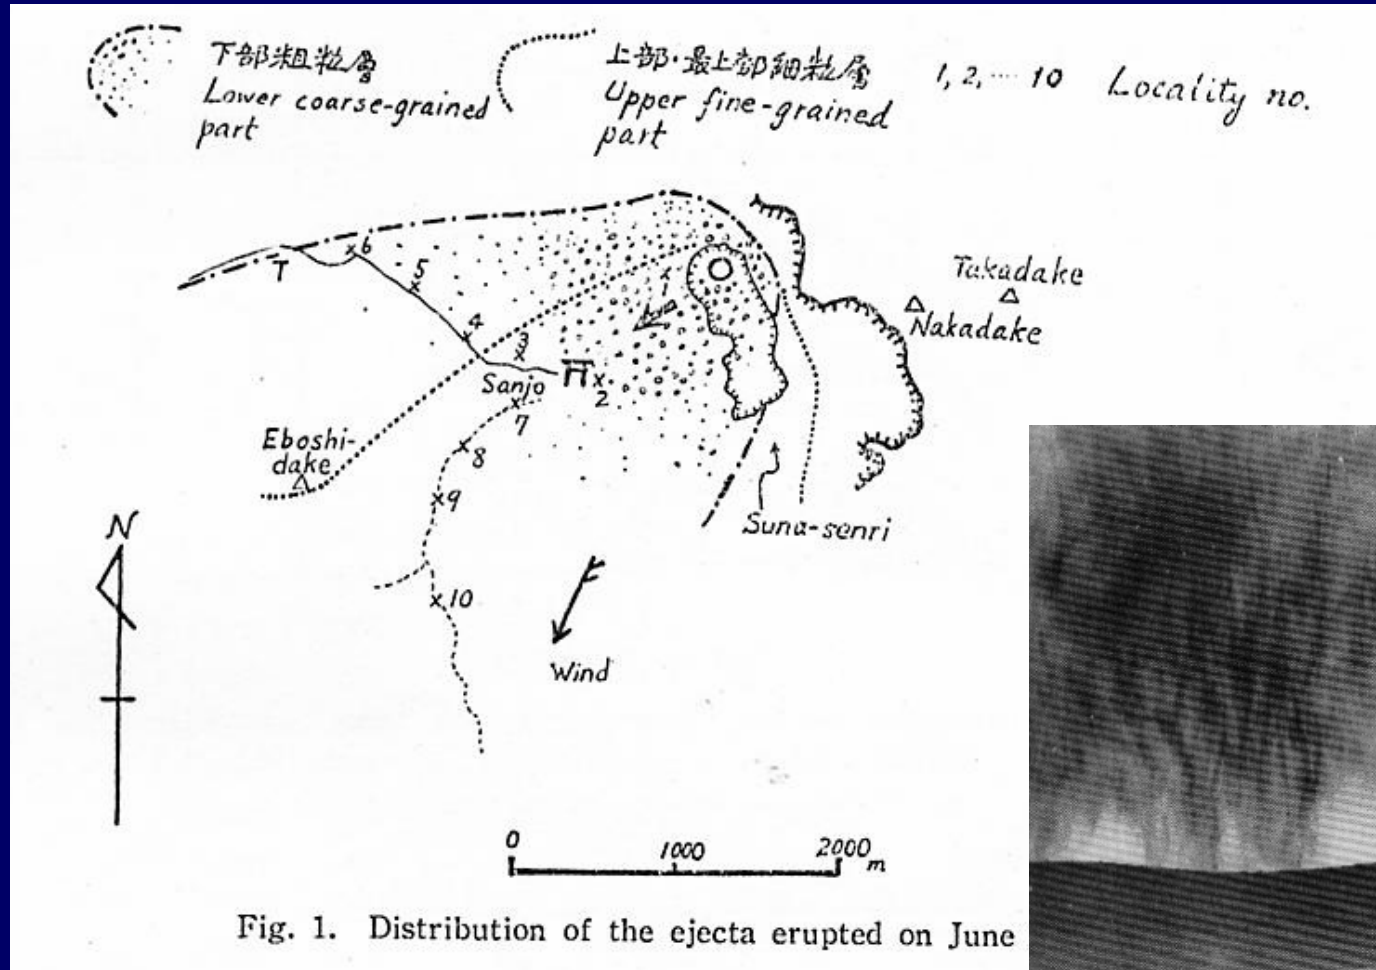 下部粗粒層
Lower coarse-grained
part
上部・最上部細粒層
Upper fine-grained
part
1, 2, ···· 10 Locality no.
T
6
5
4
3
Sanjo
2
1
7
8
9
10
Takadake
Nakadake
Eboshi-
dake
Suna-senri
N
Wind
0 1000 2000 m
Fig. 1. Distribution of the ejecta erupted on June